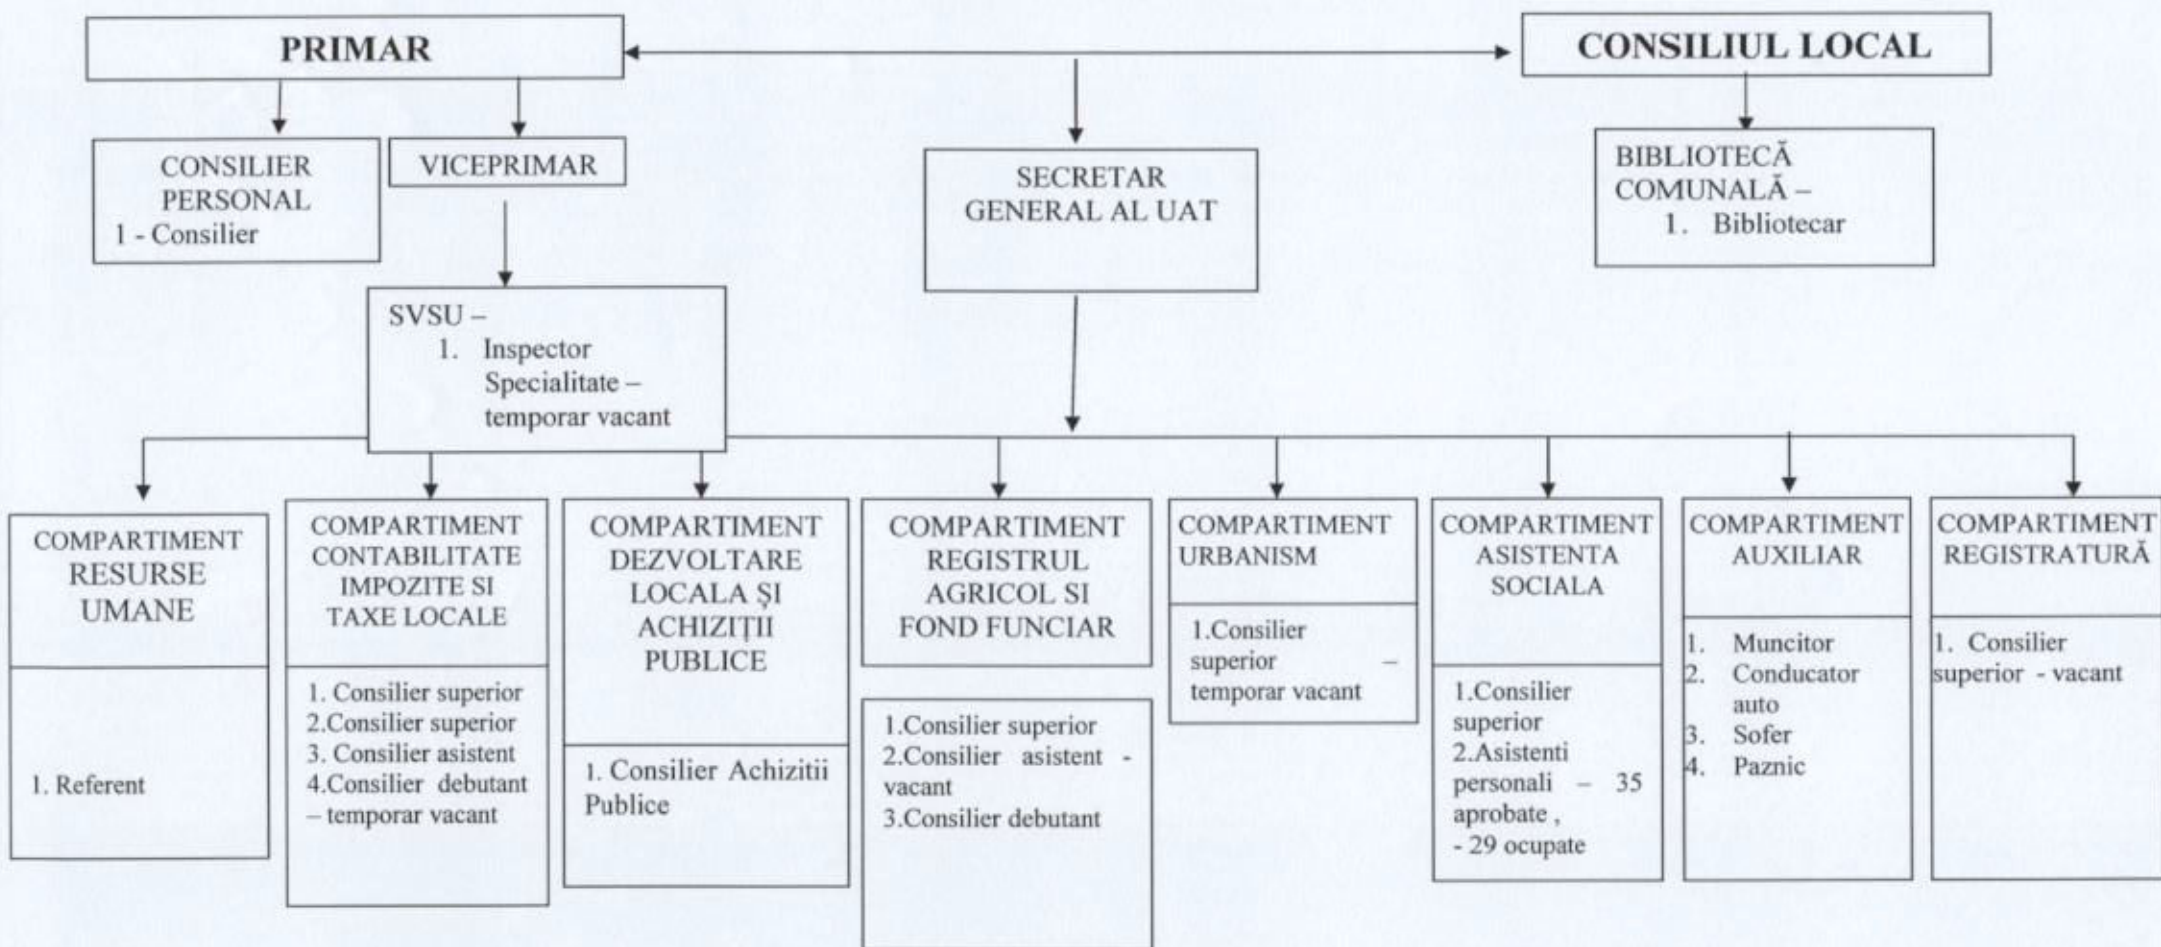 PRIMAR
CONSILIUL LOCAL
CONSILIER
PERSONAL
1 - Consilier
VICEPRIMAR
SECRETAR
GENERAL AL UAT
BIBLIOTECĂ
COMUNALĂ –
1. Bibliotecar
SVSU –
1. Inspector
Specialitate –
temporar vacant
COMPARTIMENT
RESURSE
UMANE
1. Referent
COMPARTIMENT
CONTABILITATE
IMPOZITE SI
TAXE LOCALE
1. Consilier superior
2.Consilier superior
3. Consilier asistent
4.Consilier debutant
– temporar vacant
COMPARTIMENT
DEZVOLTARE
LOCALA ȘI
ACHIZIȚII
PUBLICE
1. Consilier Achizitii
Publice
COMPARTIMENT
REGISTRUL
AGRICOL SI
FOND FUNCIAR
1.Consilier superior
2.Consilier asistent -
vacant
3.Consilier debutant
COMPARTIMENT
URBANISM
1.Consilier
superior –
temporar vacant
COMPARTIMENT
ASISTENTA
SOCIALA
1.Consilier
superior
2.Asistenti
personali – 35
aprobate ,
- 29 ocupate
COMPARTIMENT
AUXILIAR
1. Muncitor
2. Conducator
auto
3. Sofer
4. Paznic
COMPARTIMENT
REGISTRATURĂ
1. Consilier
superior - vacant